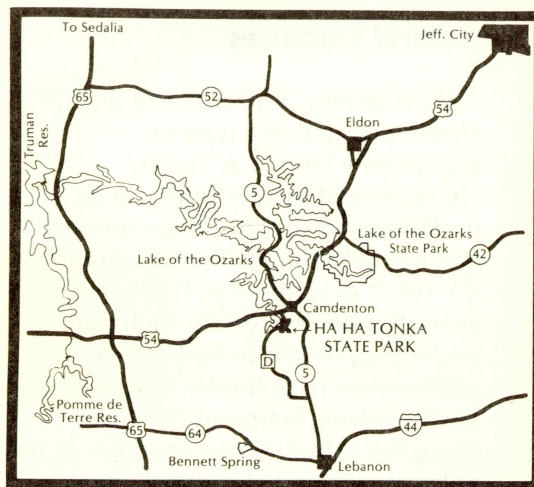 To Sedalia
Jeff. City
65
52
54
Eldon
Truman
Res.
5
Lake of the Ozarks
State Park
42
Lake of the Ozarks
Camdenton
HA HA TONKA
STATE PARK
54
D
5
Pomme de
Terre Res.
65
64
44
Bennett Spring
Lebanon